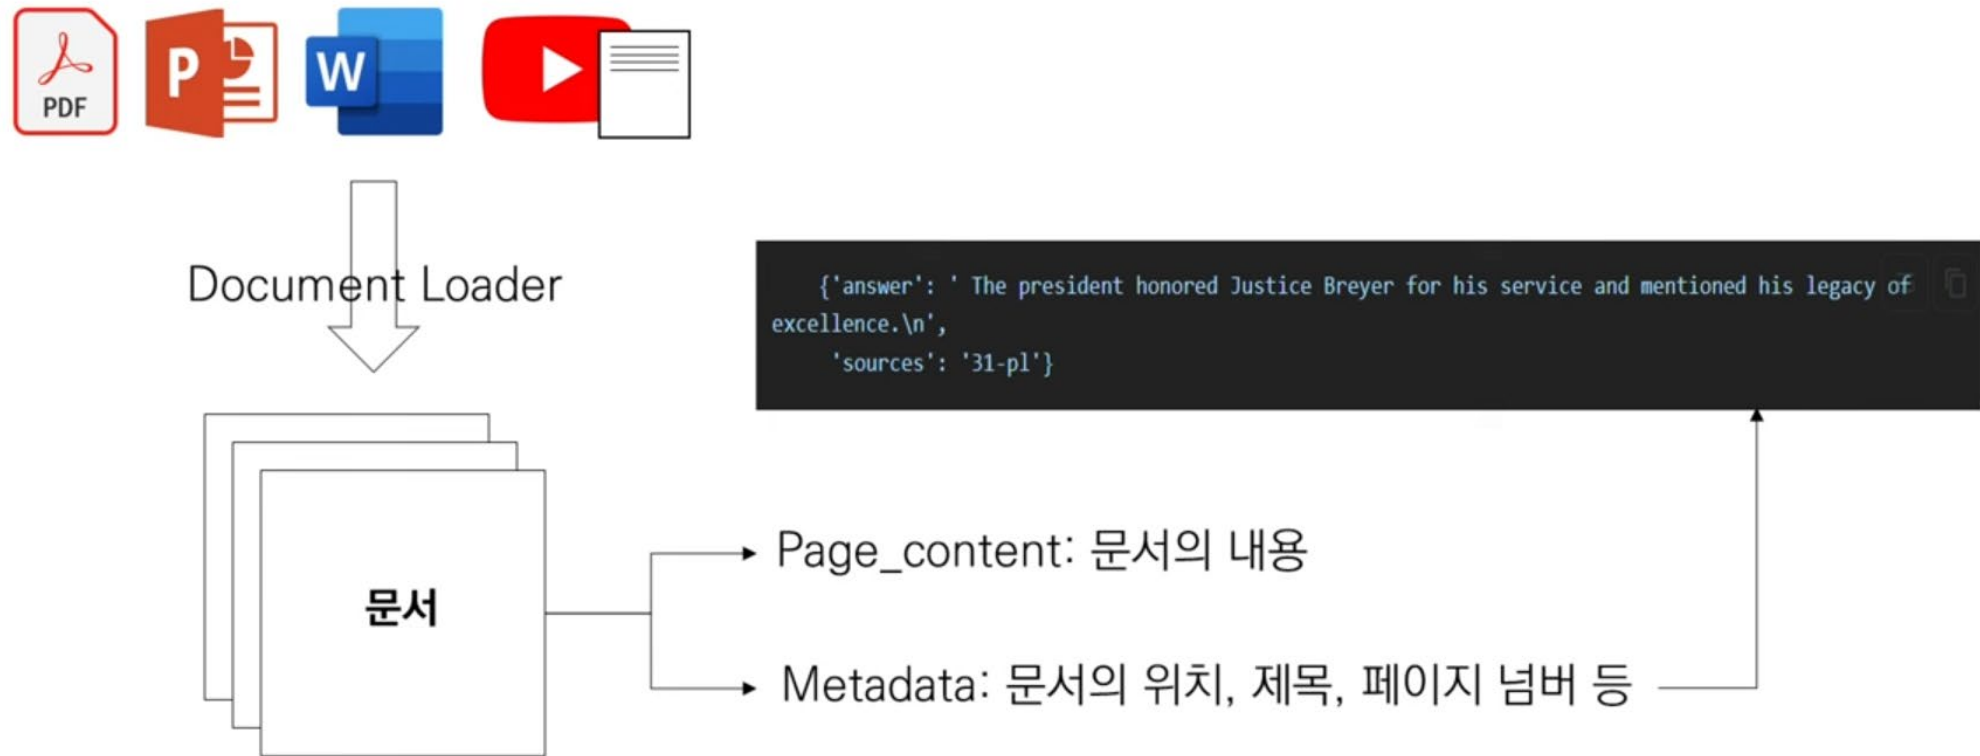 PDF
P
W
Document Loader
{'answer': ' The president honored Justice Breyer for his service and mentioned his legacy of
excellence.\n',
'sources': '31-pl'}
문서
Page_content: 문서의 내용
Metadata: 문서의 위치, 제목, 페이지 넘버 등